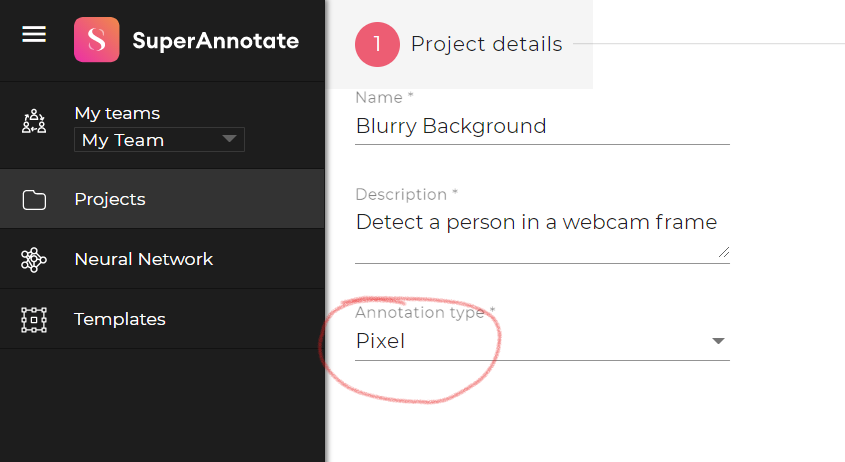 SuperAnnotate
My teams
My Team
Projects
Neural Network
Templates
1 Project details
Name *
Blurry Background
Description *
Detect a person in a webcam frame
Annotation type *
Pixel